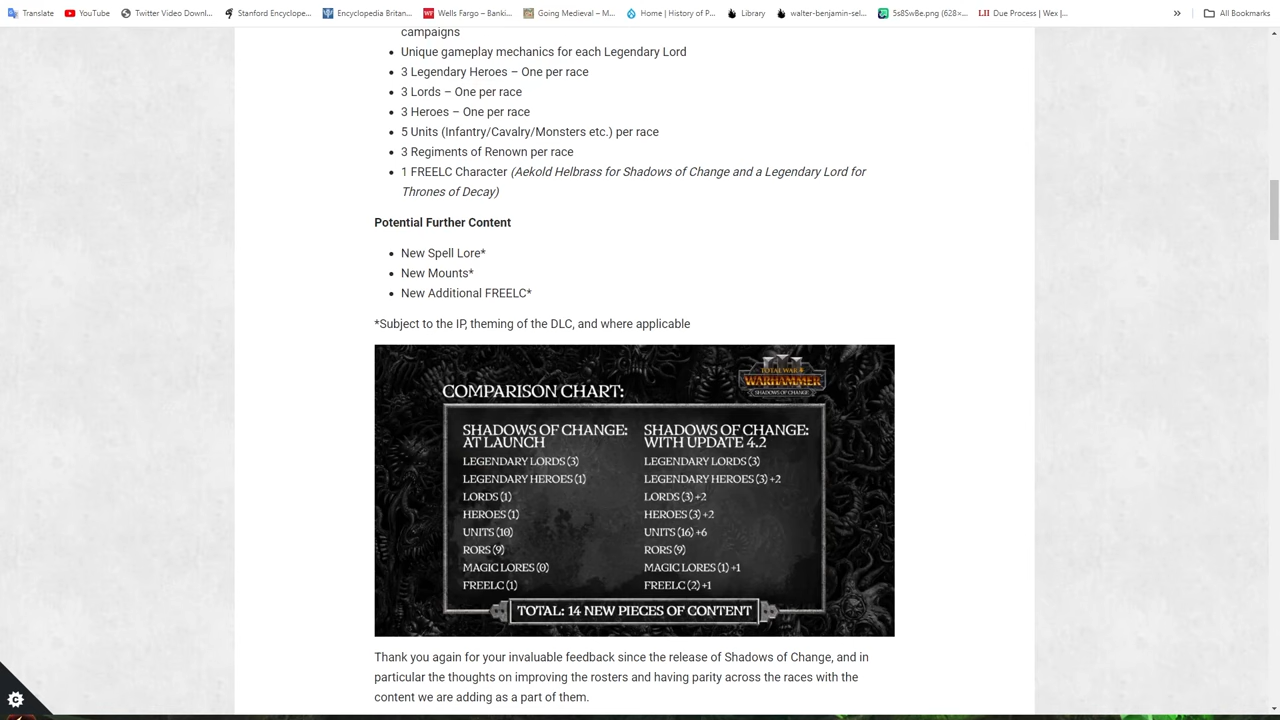 Translate YouTube Twitter Video Downl... Stanford Encyclope... Encyclopedia Britan... Wells Fargo – Banki... Going Medieval – M... Home | History of P... Library walter-benjamin-sel... 5s8SwBe.png (628×... LII Due Process | Wex |... » All Bookmarks
campaigns
• Unique gameplay mechanics for each Legendary Lord
• 3 Legendary Heroes – One per race
• 3 Lords – One per race
• 3 Heroes – One per race
• 5 Units (Infantry/Cavalry/Monsters etc.) per race
• 3 Regiments of Renown per race
• 1 FREELC Character (Aekold Helbrass for Shadows of Change and a Legendary Lord for
Thrones of Decay)
Potential Further Content
• New Spell Lore*
• New Mounts*
• New Additional FREELC*
*Subject to the IP, theming of the DLC, and where applicable
TOTAL WAR
WARHAMMER
SHADOWS OF CHANGE
COMPARISON CHART:
SHADOWS OF CHANGE:
AT LAUNCH
LEGENDARY LORDS (3)
LEGENDARY HEROES (1)
LORDS (1)
HEROES (1)
UNITS (10)
RORS (9)
MAGIC LORES (0)
FREELC (1)
SHADOWS OF CHANGE:
WITH UPDATE 4.2
LEGENDARY LORDS (3)
LEGENDARY HEROES (3) +2
LORDS (3) +2
HEROES (3) +2
UNITS (16) +6
RORS (9)
MAGIC LORES (1) +1
FREELC (2) +1
TOTAL: 14 NEW PIECES OF CONTENT
Thank you again for your invaluable feedback since the release of Shadows of Change, and in
particular the thoughts on improving the rosters and having parity across the races with the
content we are adding as a part of them.